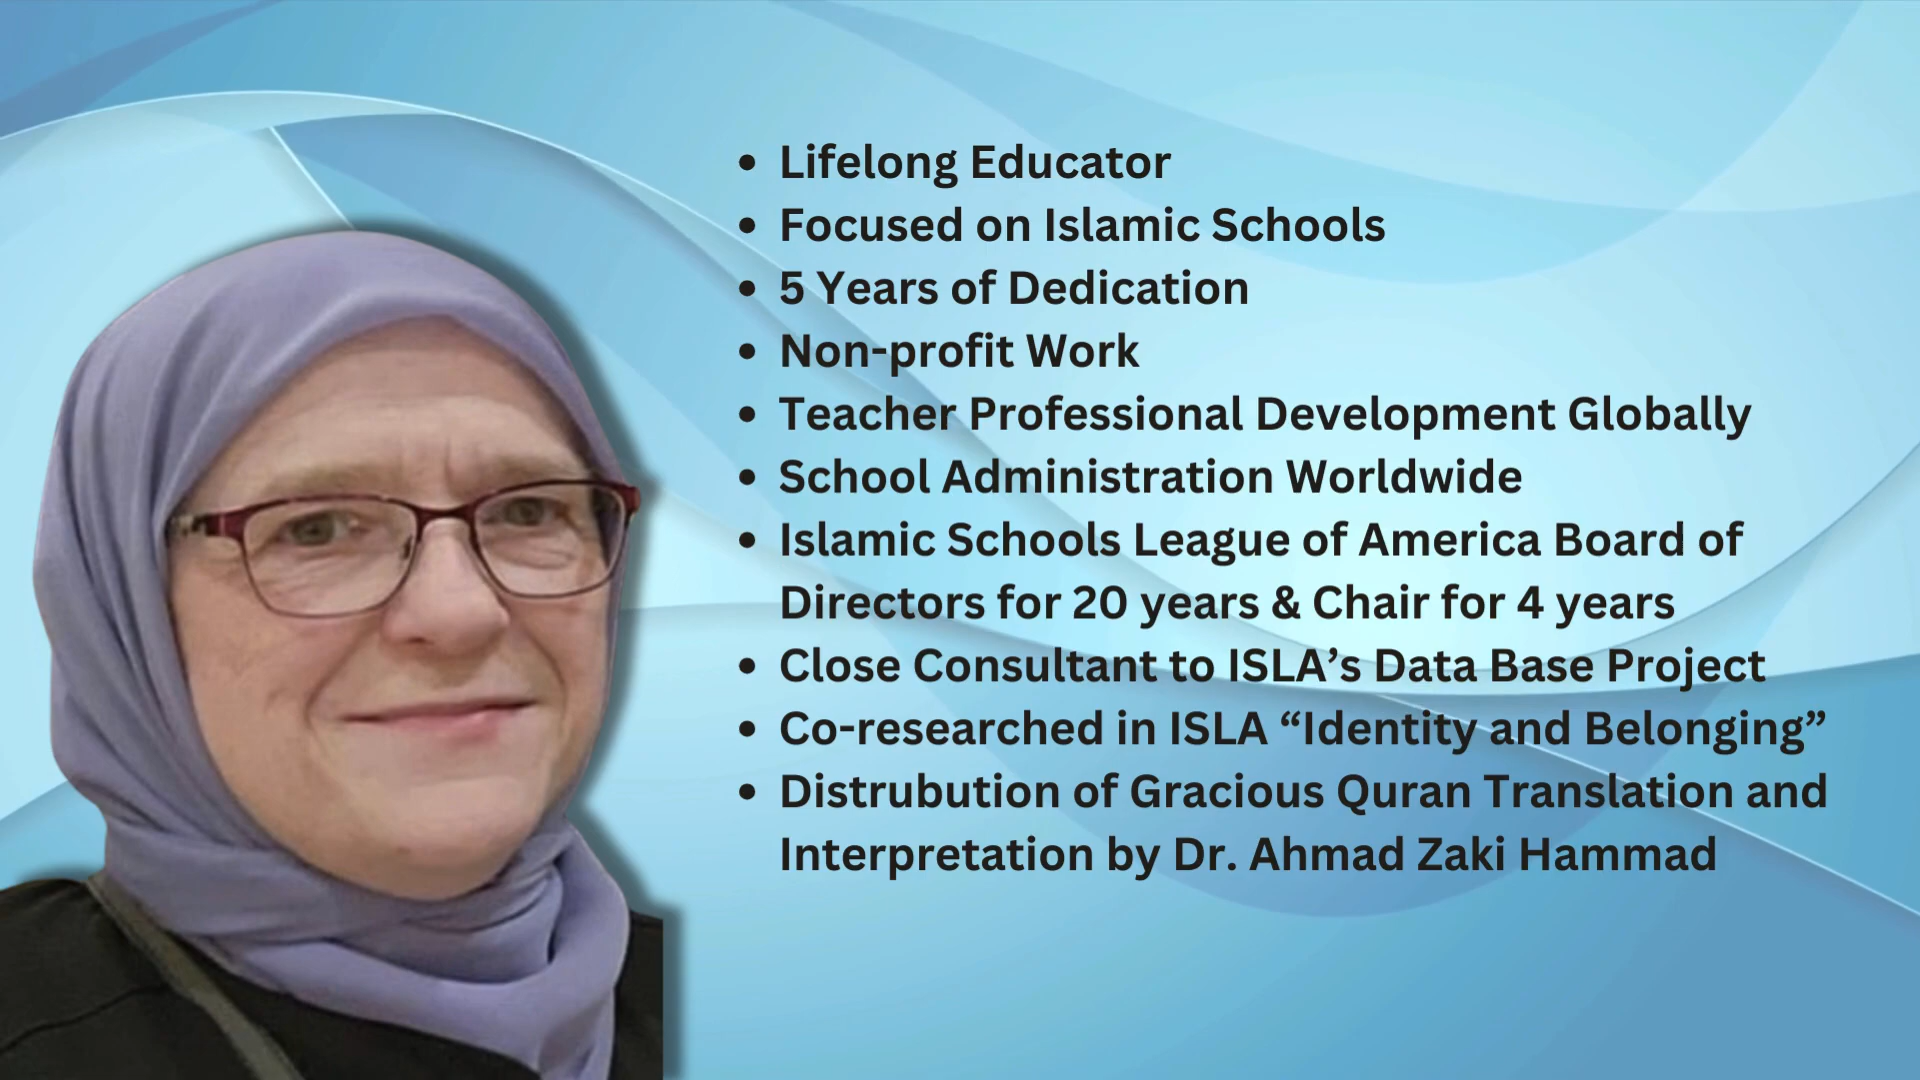 • Lifelong Educator
• Focused on Islamic Schools
• 5 Years of Dedication
• Non-profit Work
• Teacher Professional Development Globally
• School Administration Worldwide
• Islamic Schools League of America Board of
Directors for 20 years & Chair for 4 years
• Close Consultant to ISLA’s Data Base Project
• Co-researched in ISLA “Identity and Belonging”
• Distrubution of Gracious Quran Translation and
Interpretation by Dr. Ahmad Zaki Hammad